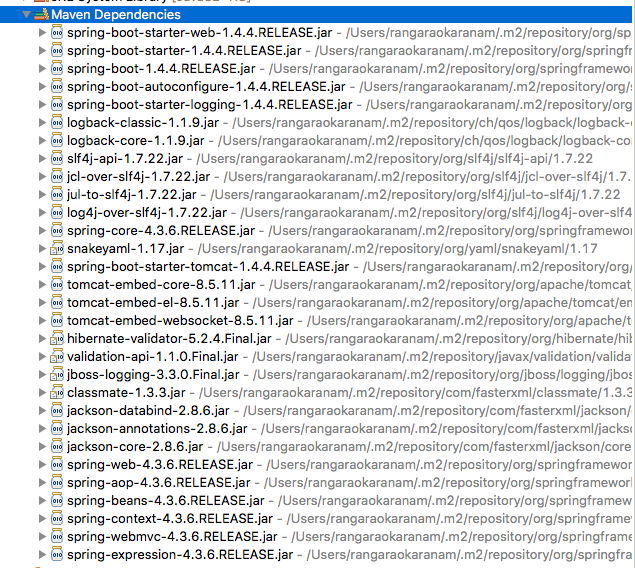 Maven Dependencies
spring-boot-starter-web-1.4.4.RELEASE.jar - /Users/rangaraokaranam/.m2/repository/org/sp
spring-boot-starter-1.4.4.RELEASE.jar - /Users/rangaraokaranam/.m2/repository/org/springf
spring-boot-1.4.4.RELEASE.jar - /Users/rangaraokaranam/.m2/repository/org/springframewor
spring-boot-autoconfigure-1.4.4.RELEASE.jar - /Users/rangaraokaranam/.m2/repository/org/
spring-boot-starter-logging-1.4.4.RELEASE.jar - /Users/rangaraokaranam/.m2/repository/org
logback-classic-1.1.9.jar - /Users/rangaraokaranam/.m2/repository/ch/qos/logback/logback-
logback-core-1.1.9.jar - /Users/rangaraokaranam/.m2/repository/ch/qos/logback/logback-co
slf4j-api-1.7.22.jar - /Users/rangaraokaranam/.m2/repository/org/slf4j/slf4j-api/1.7.22
jcl-over-slf4j-1.7.22.jar - /Users/rangaraokaranam/.m2/repository/org/slf4j/jcl-over-slf4j/1.
jul-to-slf4j-1.7.22.jar - /Users/rangaraokaranam/.m2/repository/org/slf4j/jul-to-slf4j/1.7.22
log4j-over-slf4j-1.7.22.jar - /Users/rangaraokaranam/.m2/repository/org/slf4j/log4j-over-slf4
spring-core-4.3.6.RELEASE.jar - /Users/rangaraokaranam/.m2/repository/org/springframewor
snakeyaml-1.17.jar - /Users/rangaraokaranam/.m2/repository/org/yaml/snakeyaml/1.17
spring-boot-starter-tomcat-1.4.4.RELEASE.jar - /Users/rangaraokaranam/.m2/repository/org/
tomcat-embed-core-8.5.11.jar - /Users/rangaraokaranam/.m2/repository/org/apache/tomcat/
tomcat-embed-el-8.5.11.jar - /Users/rangaraokaranam/.m2/repository/org/apache/tomcat/em
tomcat-embed-websocket-8.5.11.jar - /Users/rangaraokaranam/.m2/repository/org/apache/to
hibernate-validator-5.2.4.Final.jar - /Users/rangaraokaranam/.m2/repository/org/hibernate/hib
validation-api-1.1.0.Final.jar - /Users/rangaraokaranam/.m2/repository/javax/validation/validat
jboss-logging-3.3.0.Final.jar - /Users/rangaraokaranam/.m2/repository/org/jboss/logging/jbos
classmate-1.3.3.jar - /Users/rangaraokaranam/.m2/repository/com/fasterxml/classmate/1.3.3
jackson-databind-2.8.6.jar - /Users/rangaraokaranam/.m2/repository/com/fasterxml/jackson/
jackson-annotations-2.8.6.jar - /Users/rangaraokaranam/.m2/repository/com/fasterxml/jacks
jackson-core-2.8.6.jar - /Users/rangaraokaranam/.m2/repository/com/fasterxml/jackson/core
spring-web-4.3.6.RELEASE.jar - /Users/rangaraokaranam/.m2/repository/org/springframework
spring-aop-4.3.6.RELEASE.jar - /Users/rangaraokaranam/.m2/repository/org/springframework
spring-beans-4.3.6.RELEASE.jar - /Users/rangaraokaranam/.m2/repository/org/springframewo
spring-context-4.3.6.RELEASE.jar - /Users/rangaraokaranam/.m2/repository/org/springframe
spring-webmvc-4.3.6.RELEASE.jar - /Users/rangaraokaranam/.m2/repository/org/springframe
spring-expression-4.3.6.RELEASE.jar - /Users/rangaraokaranam/.m2/repository/org/springfra